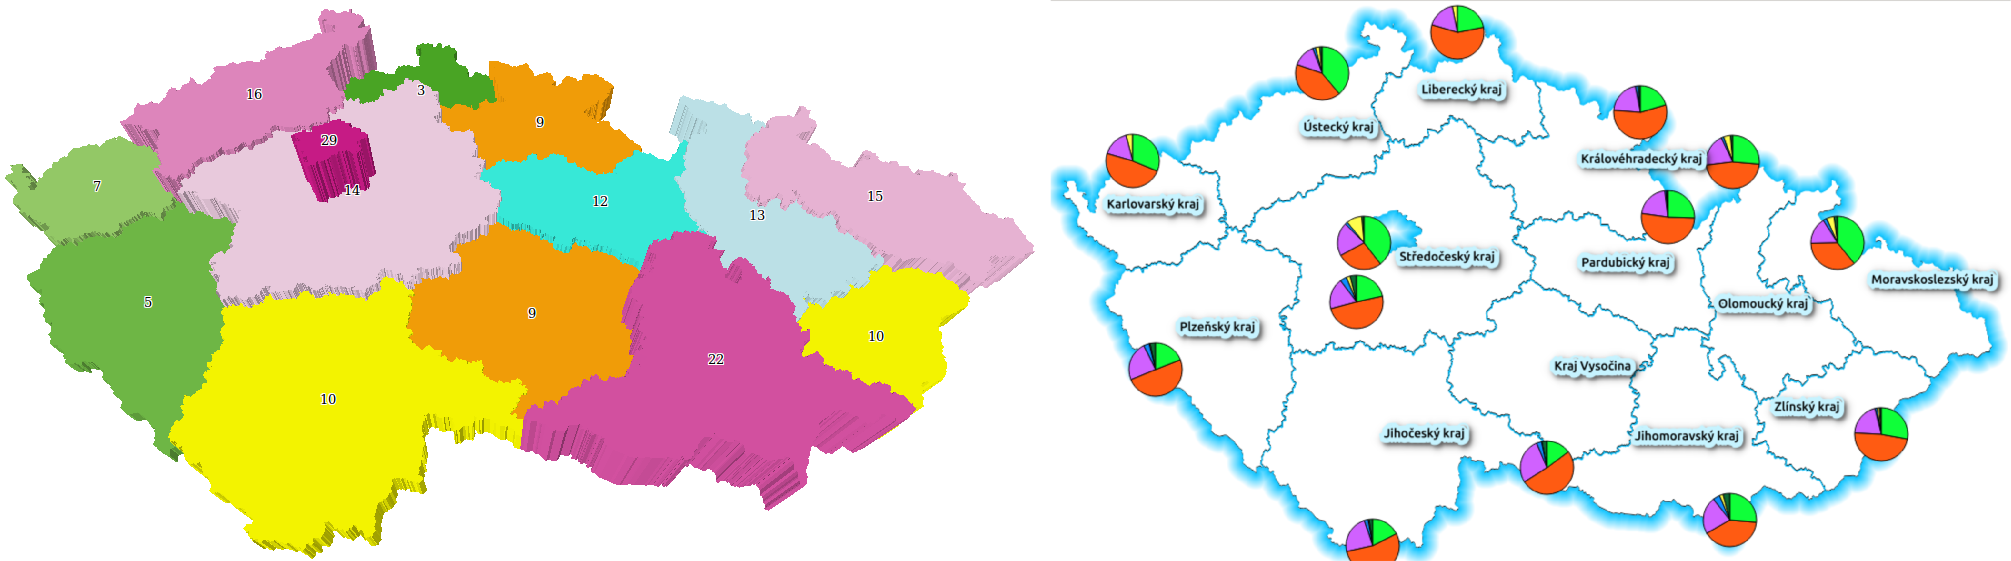 16
3
9
29
7
14
12
15
13
5
9
10
22
10
Liberecký kraj
Ústecký kraj
Královéhradecký kraj
Karlovarský kraj
Středočeský kraj
Pardubický kraj
Moravskoslezský kraj
Olomoucký kraj
Plzeňský kraj
Kraj Vysočina
Zlínský kraj
Jihočeský kraj
Jihomoravský kraj